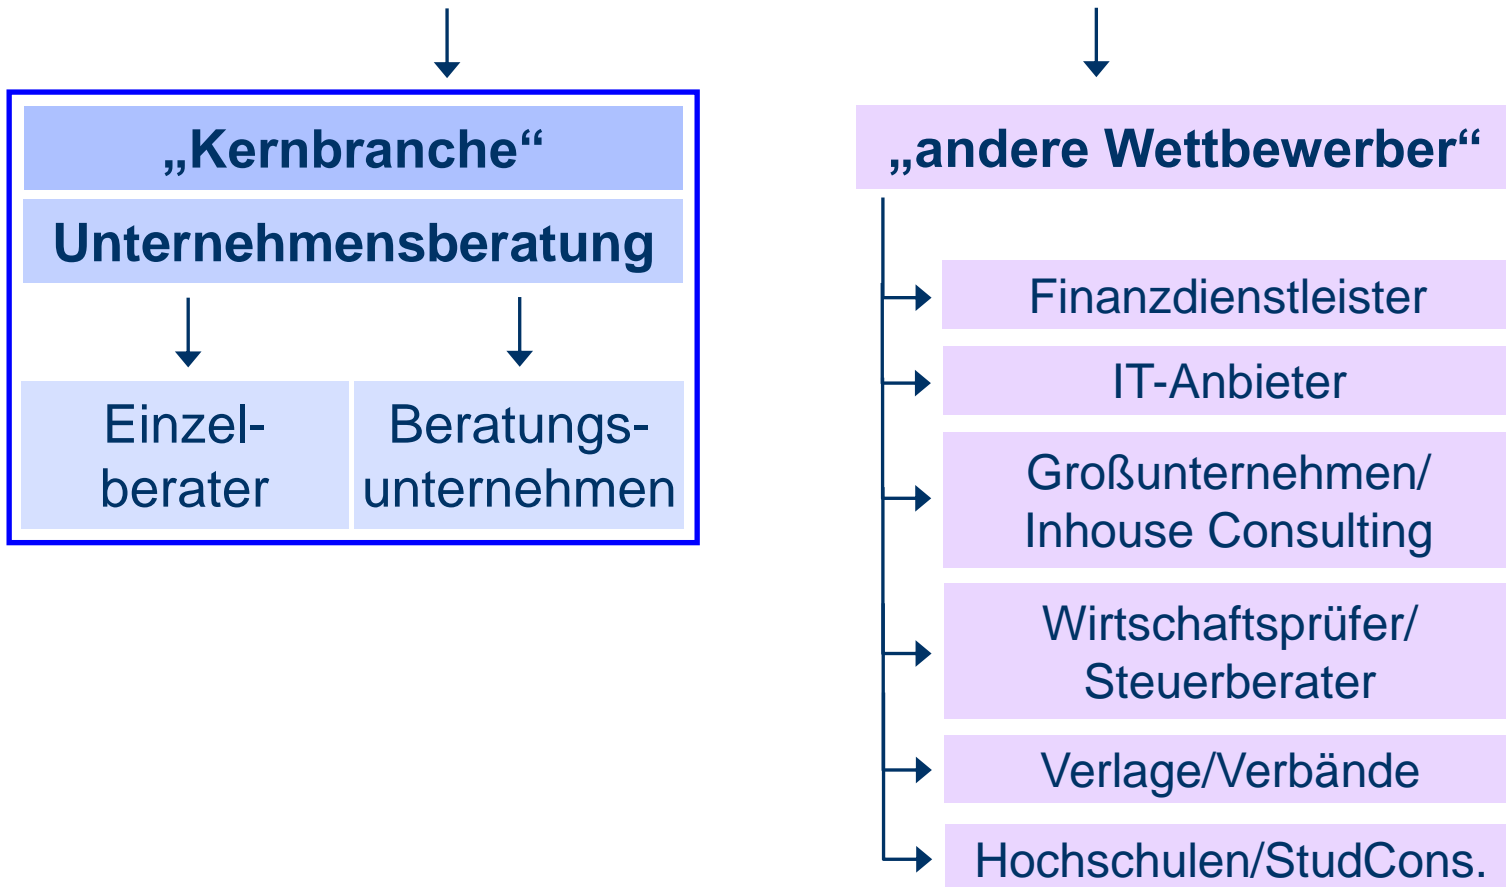 „Kernbranche“
Unternehmensberatung
Einzel-
berater
Beratungs-
unternehmen
„andere Wettbewerber“
Finanzdienstleister
IT-Anbieter
Großunternehmen/
Inhouse Consulting
Wirtschaftsprüfer/
Steuerberater
Verlage/Verbände
Hochschulen/StudCons.